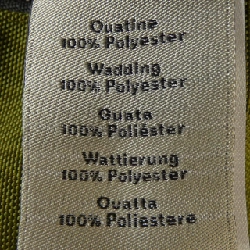 Ouatine
100% Polyester
Wadding
100% Polyester
Guata
100% Poliéster
Wattierung
100% Polyester
Ovatta
100% Poliestere